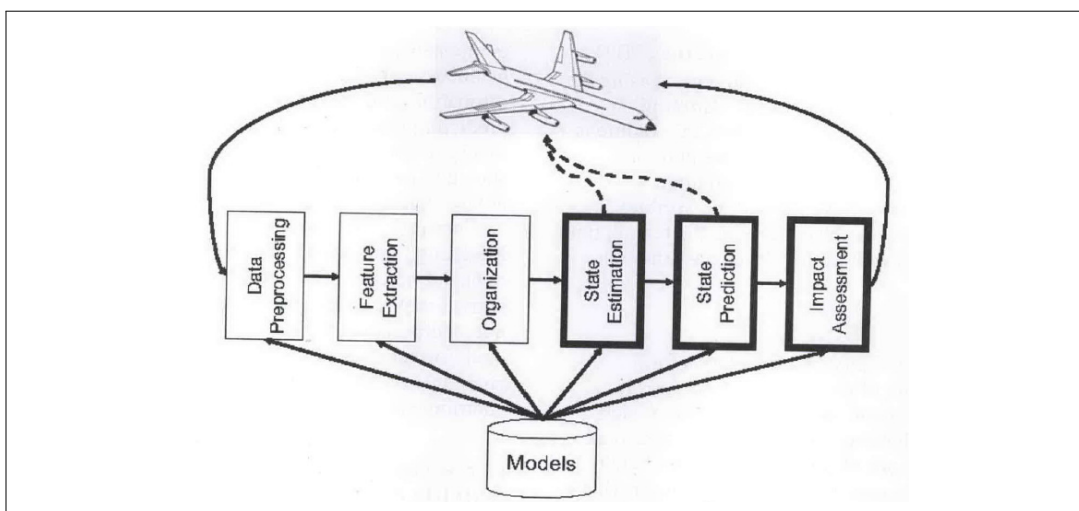 Data
Preprocessing
Feature
Extraction
Organization
State
Estimation
State
Prediction
Impact
Assessment
Models